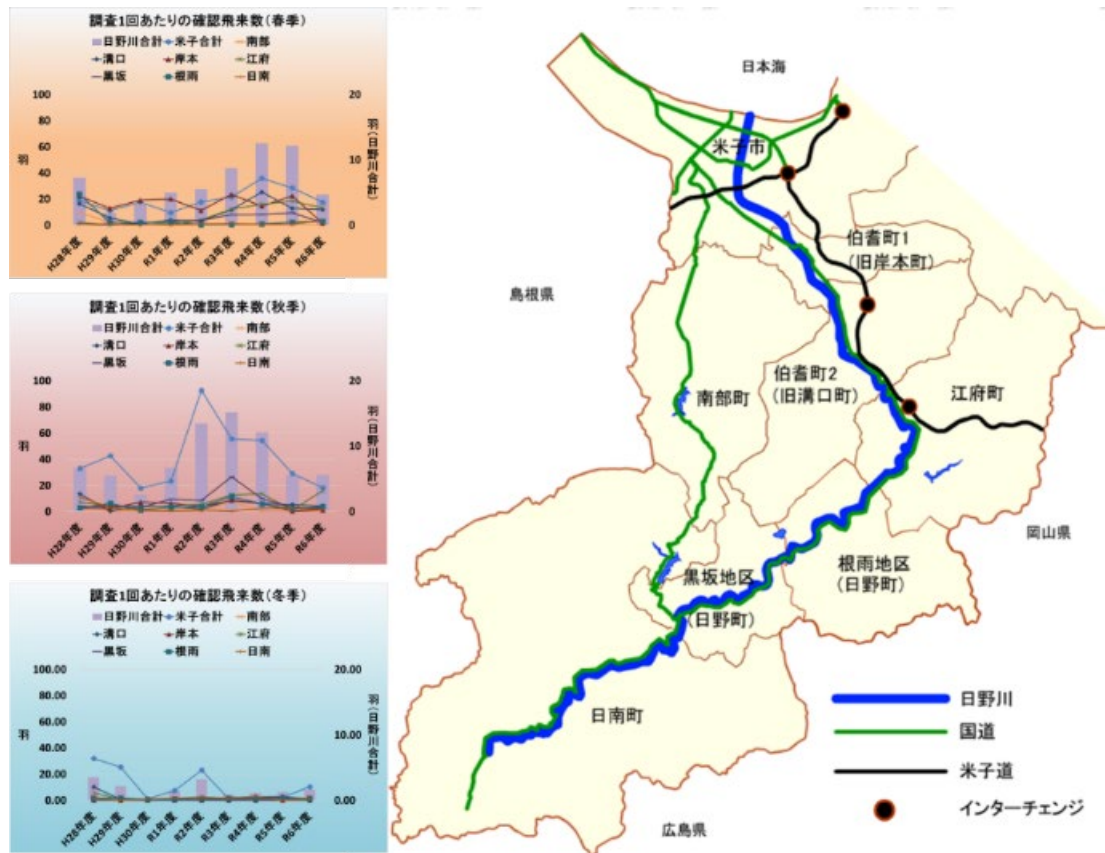 調査1回あたりの確認飛来数(春季)
日野川合計 米子合計 南部
溝口 岸本 江府
黒坂 根雨 日南
100
80
60
40
20
0
羽
20
10
0
羽(日野川合計)
H28年度
H29年度
H30年度
R1年度
R2年度
R3年度
R4年度
R5年度
R6年度
調査1回あたりの確認飛来数(秋季)
日野川合計 米子合計 南部
溝口 岸本 江府
黒坂 根雨 日南
100
80
60
40
20
0
羽
20
10
0
羽(日野川合計)
H28年度
H29年度
H30年度
R1年度
R2年度
R3年度
R4年度
R5年度
R6年度
調査1回あたりの確認飛来数(冬季)
日野川合計 米子合計 南部
溝口 岸本 江府
黒坂 根雨 日南
100.00
80.00
60.00
40.00
20.00
0.00
羽
20.00
10.00
0.00
羽(日野川合計)
H28年度
H29年度
H30年度
R1年度
R2年度
R3年度
R4年度
R5年度
R6年度
日本海
米子市
伯耆町1
(旧岸本町)
島根県
南部町
伯耆町2
(旧溝口町)
江府町
岡山県
黒坂地区
(日野町)
根雨地区
(日野町)
日南町
広島県
日野川
国道
米子道
インターチェンジ